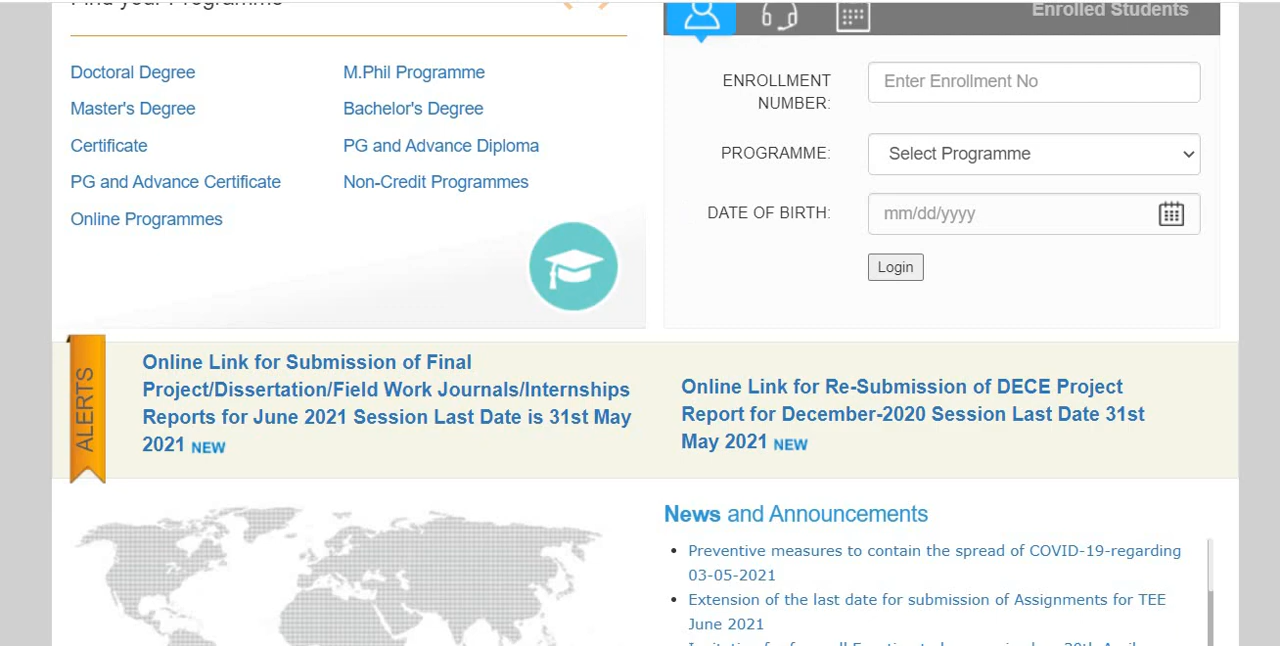 Find your Programme
Doctoral Degree
Master's Degree
Certificate
PG and Advance Certificate
Online Programmes
M.Phil Programme
Bachelor's Degree
PG and Advance Diploma
Non-Credit Programmes
Enrolled Students
ENROLLMENT
NUMBER:
Enter Enrollment No
PROGRAMME:
Select Programme
DATE OF BIRTH:
mm/dd/yyyy
Login
ALERTS
Online Link for Submission of Final
Project/Dissertation/Field Work Journals/Internships
Reports for June 2021 Session Last Date is 31st May
2021 NEW
Online Link for Re-Submission of DECE Project
Report for December-2020 Session Last Date 31st
May 2021 NEW
News and Announcements
Preventive measures to contain the spread of COVID-19-regarding
03-05-2021
Extension of the last date for submission of Assignments for TEE
June 2021